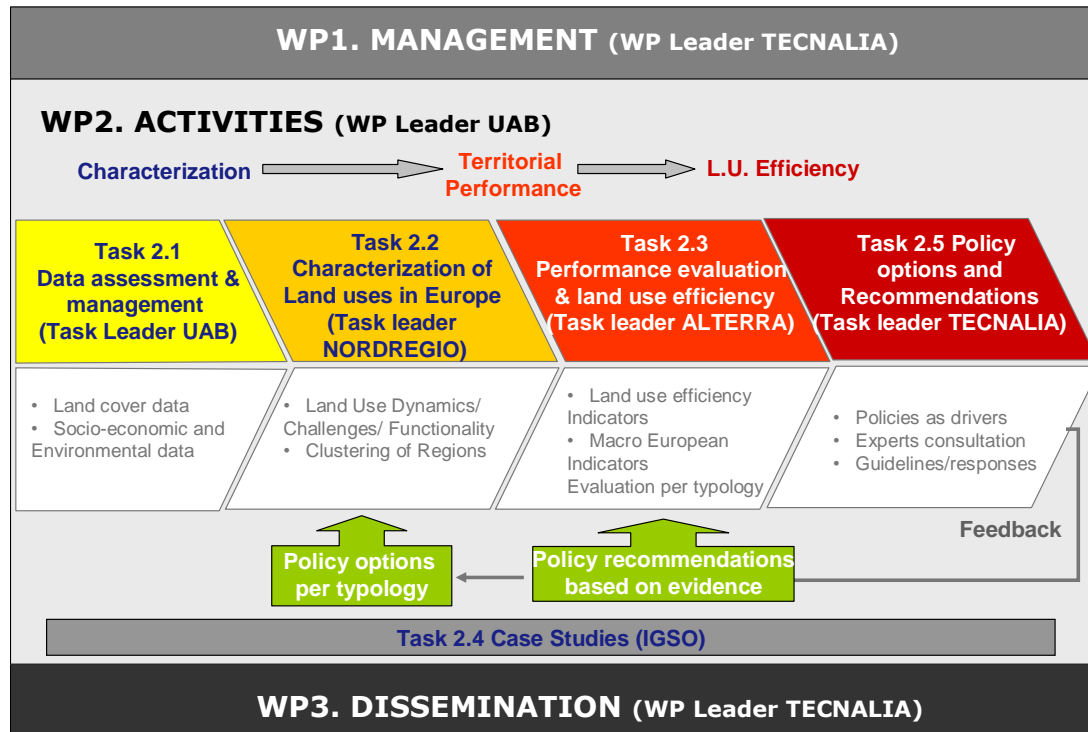 WP1. MANAGEMENT (WP Leader TECNALIA)
WP2. ACTIVITIES (WP Leader UAB)
Characterization
Territorial
Performance
L.U. Efficiency
Task 2.1
Data assessment &
management
(Task Leader UAB)
Task 2.2
Characterization of
Land uses in Europe
(Task leader
NORDREGIO)
Task 2.3
Performance evaluation
& land use efficiency
(Task leader ALTERRA)
Task 2.5 Policy
options and
Recommendations
(Task leader TECNALIA)
• Land cover data
• Socio-economic and
Environmental data
• Land Use Dynamics/
Challenges/ Functionality
• Clustering of Regions
• Land use efficiency
Indicators
• Macro European
Indicators
Evaluation per typology
• Policies as drivers
• Experts consultation
• Guidelines/responses
Feedback
Policy options
per typology
Policy recommendations
based on evidence
Task 2.4 Case Studies (IGSO)
WP3. DISSEMINATION (WP Leader TECNALIA)